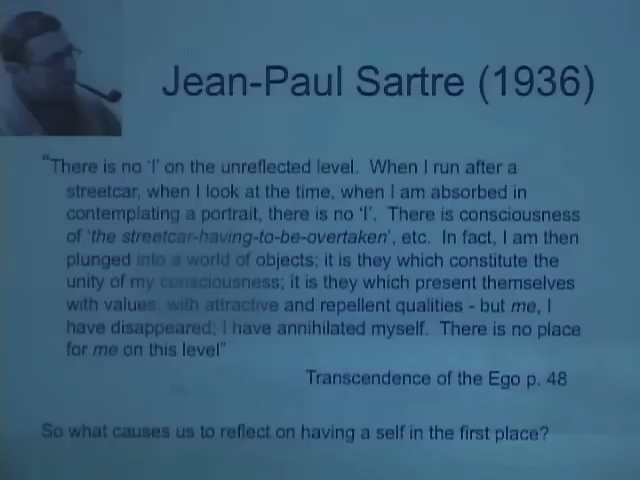 Jean-Paul Sartre (1936)
“There is no ‘I’ on the unreflected level. When I run after a
streetcar, when I look at the time, when I am absorbed in
contemplating a portrait, there is no ‘I’. There is consciousness
of ‘the streetcar-having-to-be-overtaken’, etc. In fact, I am then
plunged into a world of objects; it is they which constitute the
unity of my consciousness; it is they which present themselves
with values, with attractive and repellent qualities - but me, I
have disappeared; I have annihilated myself. There is no place
for me on this level”
Transcendence of the Ego p. 48
So what causes us to reflect on having a self in the first place?